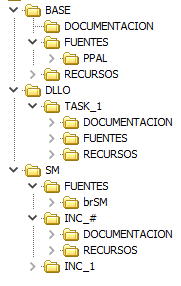 BASE
DOCUMENTACION
FUENTES
PPAL
RECURSOS
DLLO
TASK_1
DOCUMENTACION
FUENTES
RECURSOS
SM
FUENTES
brSM
INC_#
DOCUMENTACION
RECURSOS
INC_1